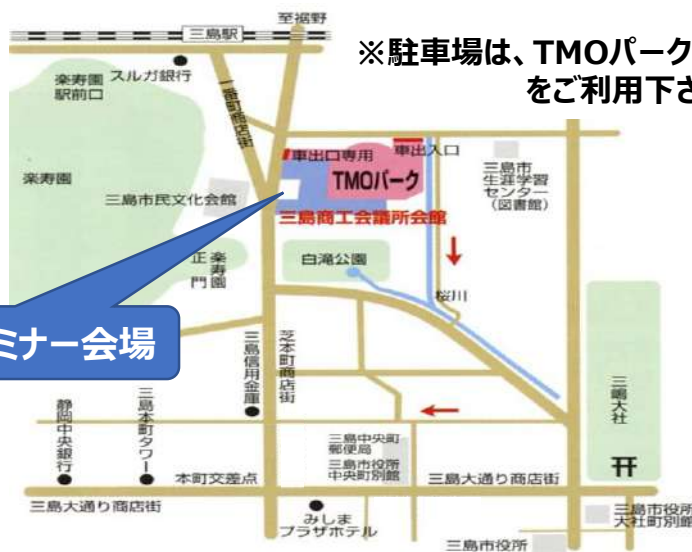 至裾野
三島駅
※駐車場は、TMOパーク
をご利用下さ
楽寿園
駅前口
スルガ銀行
一番町商店街
車出口専用
車出入口
TMOパーク
三島市
生涯学習
センター
（図書館）
楽寿園
三島市民文化会館
三島商工会議所会館
楽寿園
正門
白滝公園
桜川
ミナー会場
三島信用金庫
芝本町商店街
三嶋大社
静岡中央銀行
三島本町タワー
三島中央町
郵便局
三島市役所
中央町別館
本町交差点
三島大通り商店街
三島大通り商店街
みしま
プラザホテル
三島市役所
大社町別館
三島市役所